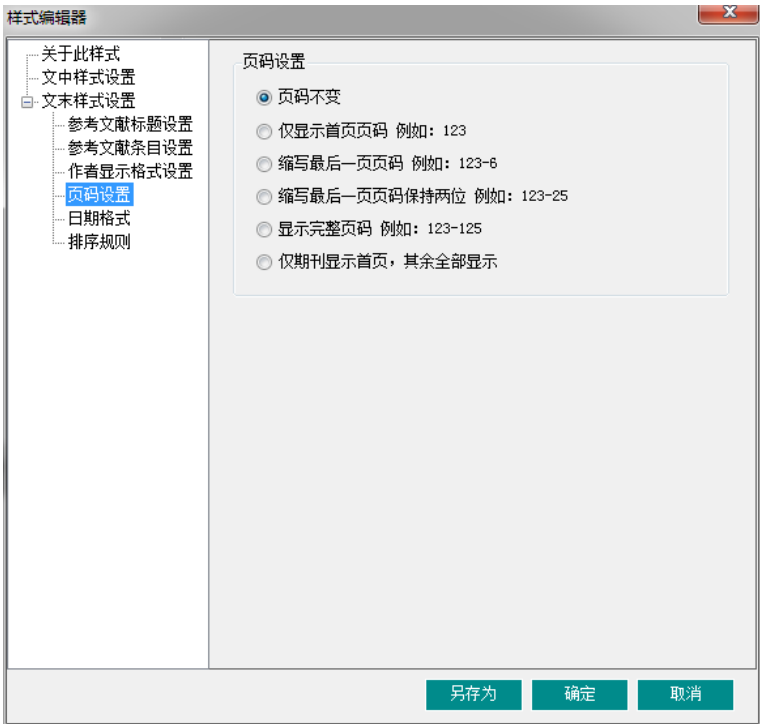 样式编辑器
关于此样式
文中样式设置
文末样式设置
参考文献标题设置
参考文献条目设置
作者显示格式设置
页码设置
日期格式
排序规则
页码设置
页码不变
仅显示首页页码 例如: 123
缩写最后一页页码 例如: 123-6
缩写最后一页页码保持两位 例如: 123-25
显示完整页码 例如: 123-125
仅期刊显示首页，其余全部显示
另存为
确定
取消